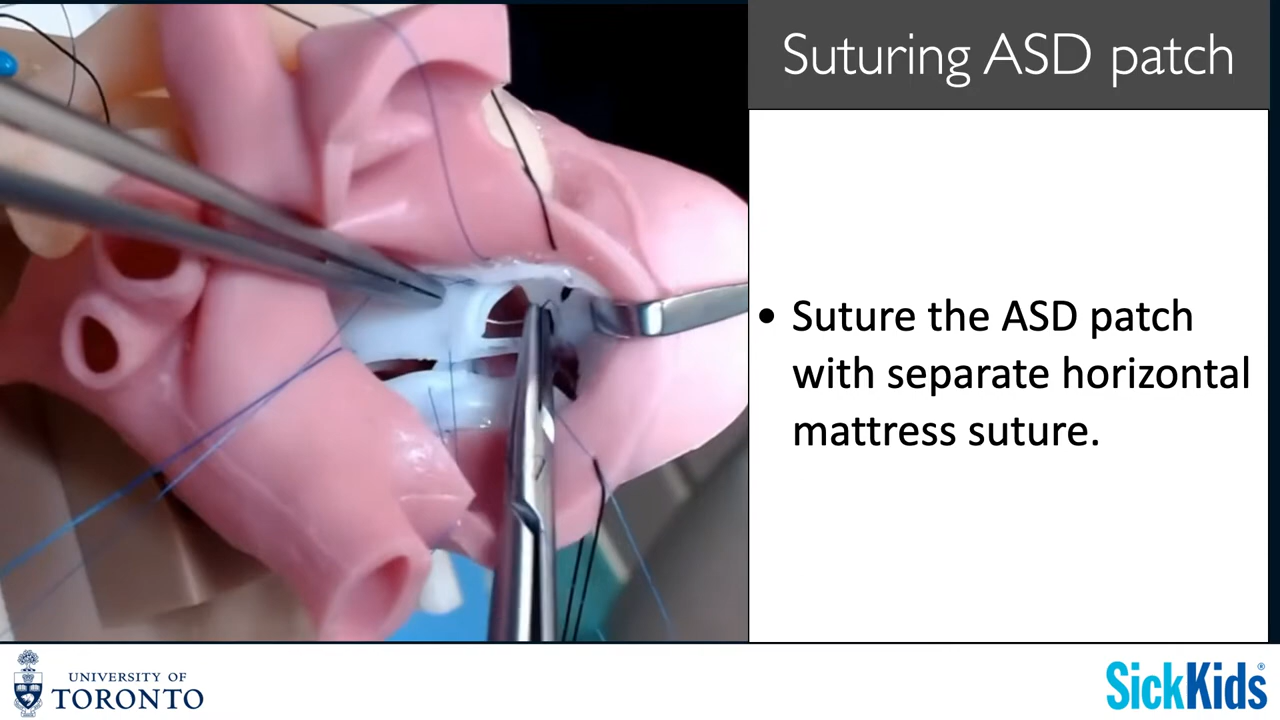 Suturing ASD patch
• Suture the ASD patch
with separate horizontal
mattress suture.
UNIVERSITY OF
TORONTO
SickKids®